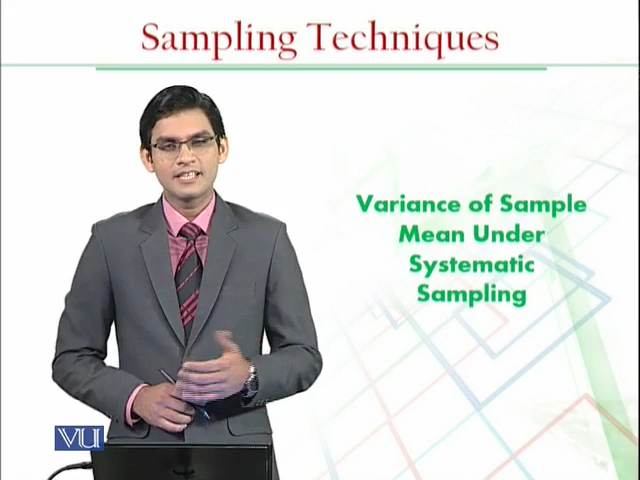 Sampling Techniques
Variance of Sample
Mean Under
Systematic
Sampling
VU